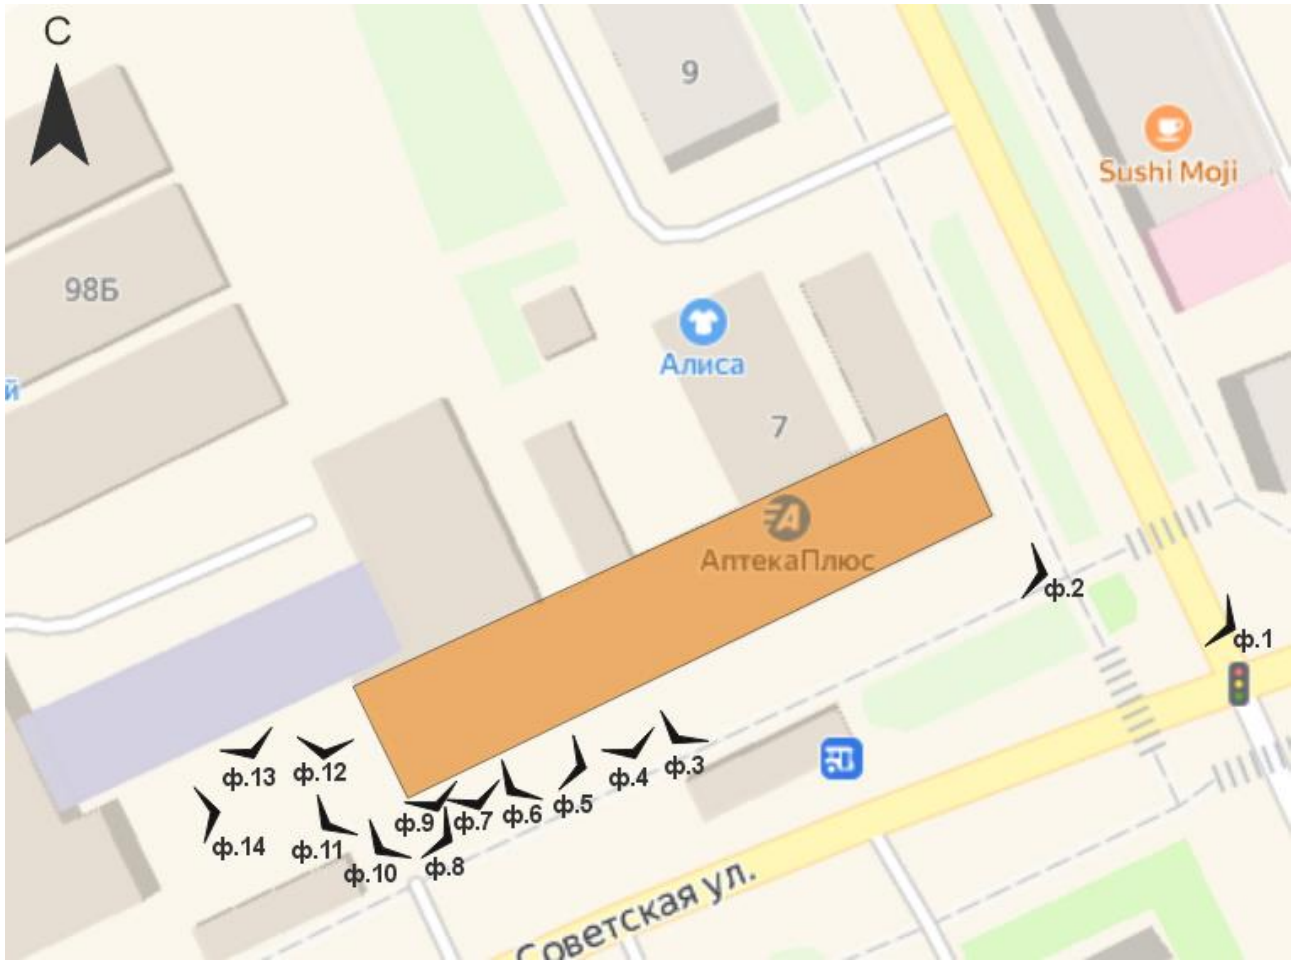 С
9
Sushi Moji
98Б
Алиса
й
7
АптекаПлюс
ф.2
ф.1
ф.3
ф.4
ф.5
ф.6
ф.7
ф.9
ф.8
ф.10
ф.11
ф.12
ф.13
ф.14
Советская ул.